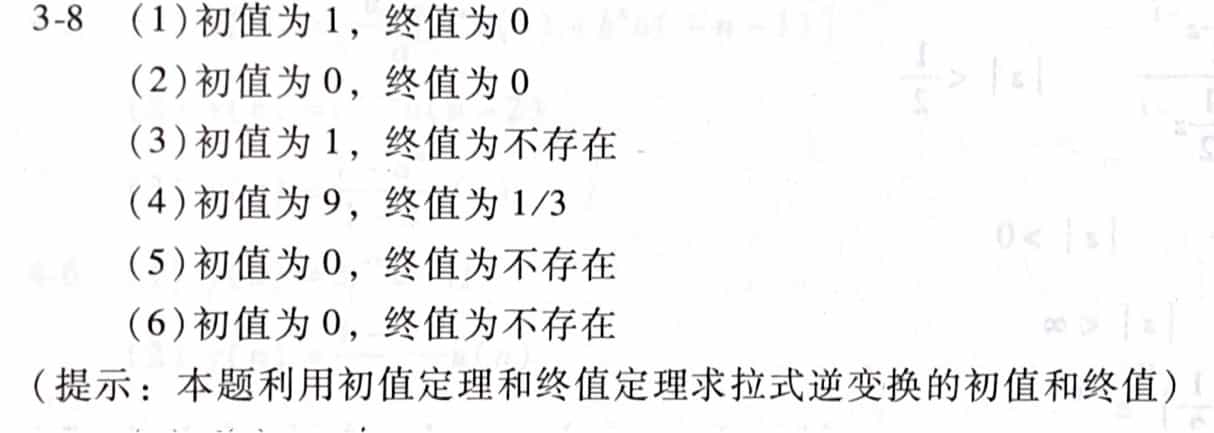 3-8 (1)初值为1，终值为0
(2)初值为0，终值为0
(3)初值为1，终值为不存在
(4)初值为9，终值为1/3
(5)初值为0，终值为不存在
(6)初值为0，终值为不存在
(提示：本题利用初值定理和终值定理求拉式逆变换的初值和终值)